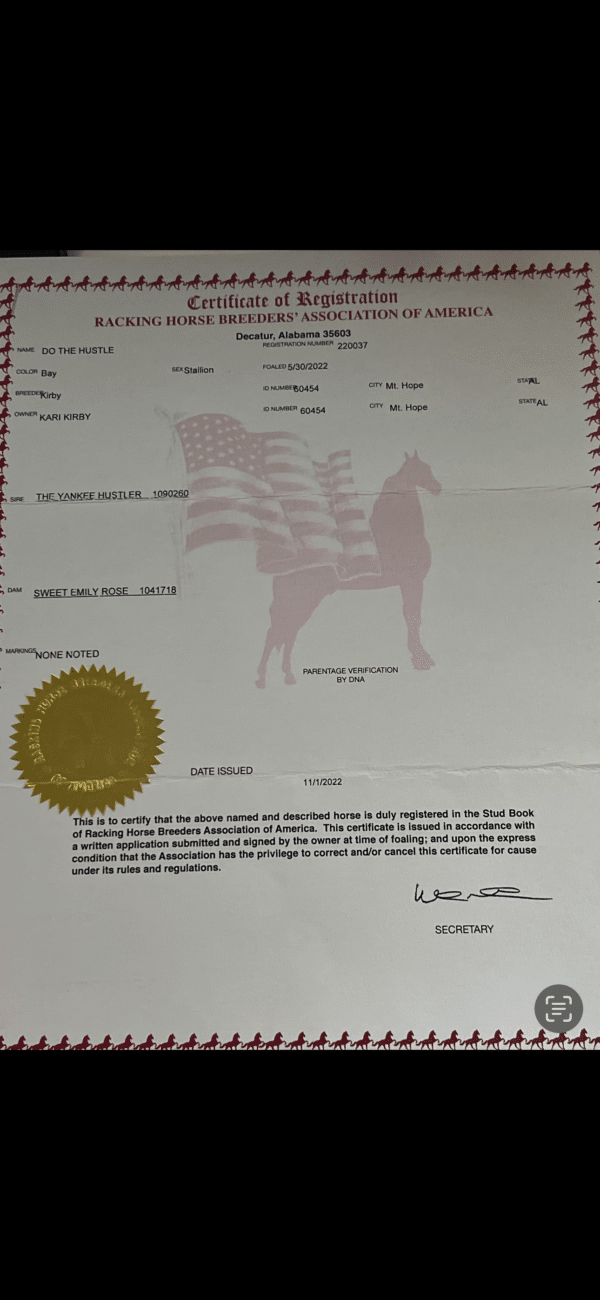 Certificate of Registration
RACKING HORSE BREEDERS' ASSOCIATION OF AMERICA
Decatur, Alabama 35603
NAME DO THE HUSTLE
REGISTRATION NUMBER 220037
COLOR Bay SEX Stallion FOALED 5/30/2022
BREEDER Kirby ID NUMBER 60454 CITY Mt. Hope STATE AL
OWNER KARI KIRBY ID NUMBER 60454 CITY Mt. Hope STATE AL
SIRE THE YANKEE HUSTLER 1090260
DAM SWEET EMILY ROSE 1041718
MARKINGS NONE NOTED
PARENTAGE VERIFICATION
BY DNA
RACKING HORSE BREEDERS
OF AMERICA
DATE ISSUED
11/1/2022
This is to certify that the above named and described horse is duly registered in the Stud Book
of Racking Horse Breeders Association of America. This certificate is issued in accordance with
a written application submitted and signed by the owner at time of foaling; and upon the express
condition that the Association has the privilege to correct and/or cancel this certificate for cause
under its rules and regulations.
SECRETARY